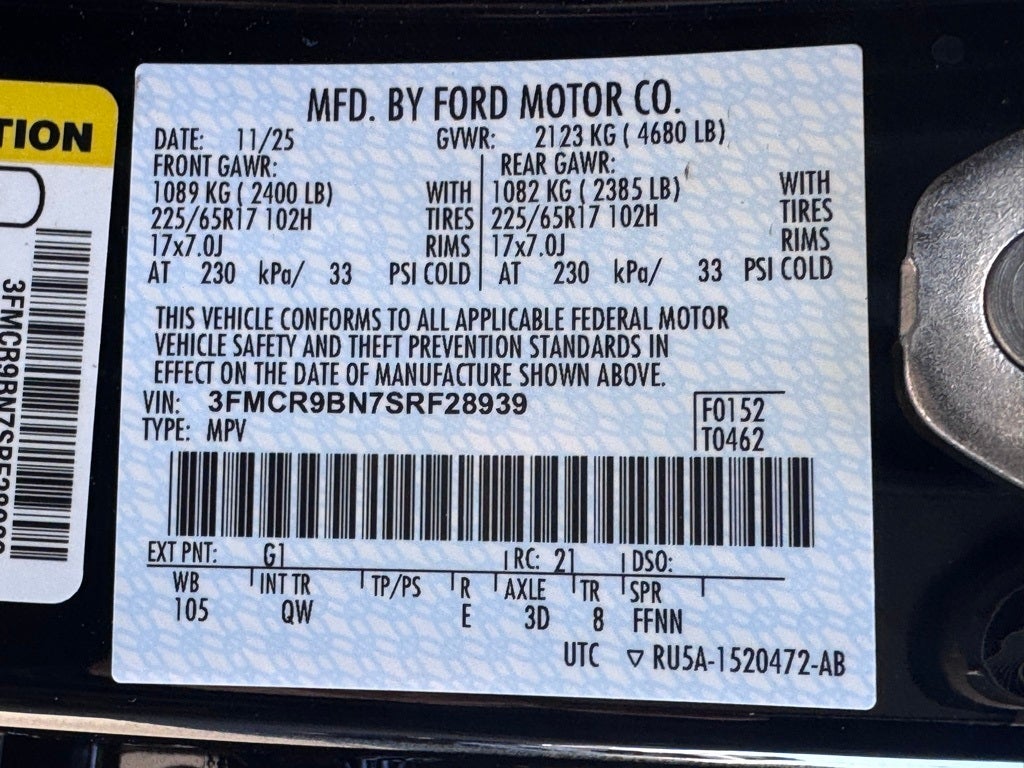 TION
3FMCR9BN7SRF28939
MFD. BY FORD MOTOR CO.
DATE: 11/25 GVWR: 2123 KG ( 4680 LB)
FRONT GAWR: REAR GAWR:
1089 KG ( 2400 LB) WITH 1082 KG ( 2385 LB) WITH
225/65R17 102H TIRES 225/65R17 102H TIRES
17x7.0J RIMS 17x7.0J RIMS
AT 230 kPa/ 33 PSI COLD AT 230 kPa/ 33 PSI COLD
THIS VEHICLE CONFORMS TO ALL APPLICABLE FEDERAL MOTOR
VEHICLE SAFETY AND THEFT PREVENTION STANDARDS IN
EFFECT ON THE DATE OF MANUFACTURE SHOWN ABOVE.
VIN: 3FMCR9BN7SRF28939 F0152
TYPE: MPV T0462
EXT PNT: G1 RC: 21 DSO:
WB INT TR TP/PS R AXLE TR SPR
105 QW E 3D 8 FFNN
UTC ▽ RU5A-1520472-AB